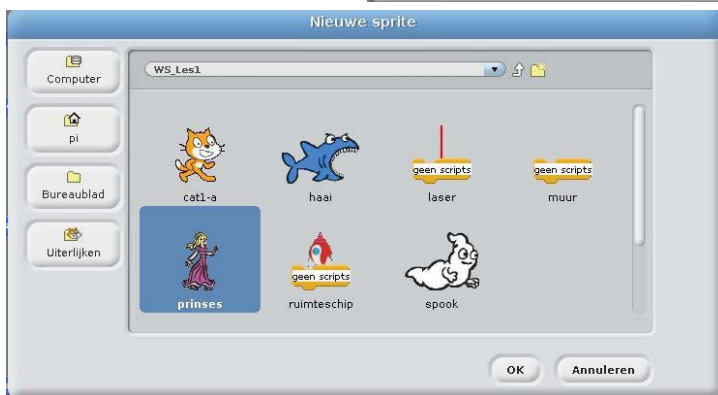 Nieuwe sprite
Computer
pi
Bureaublad
Uiterlijken
WS_Les1
cat1-a
haai
geen scripts
laser
geen scripts
muur
prinses
geen scripts
ruimteschip
spook
OK
Annuleren